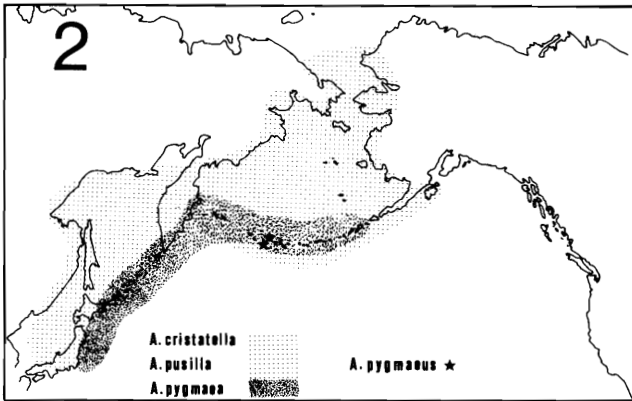 2
A. cristatella
A. pusilla A. pygmaeus ★
A. pygmaea